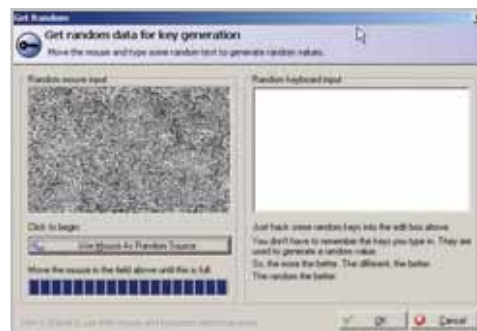 Get Random
Get random data for key generation
Move the mouse and type some random text to generate random values.
Random mouse input
Click to begin:
Use Mouse As Random Source
Move the mouse in the field above until this is full:
Random keyboard input
Just hack some random keys into the edit box above.
You don't have to remember the keys you type in. They are
used to generate a random value.
So, the more the better. The different, the better.
The random the better.
OK
Cancel